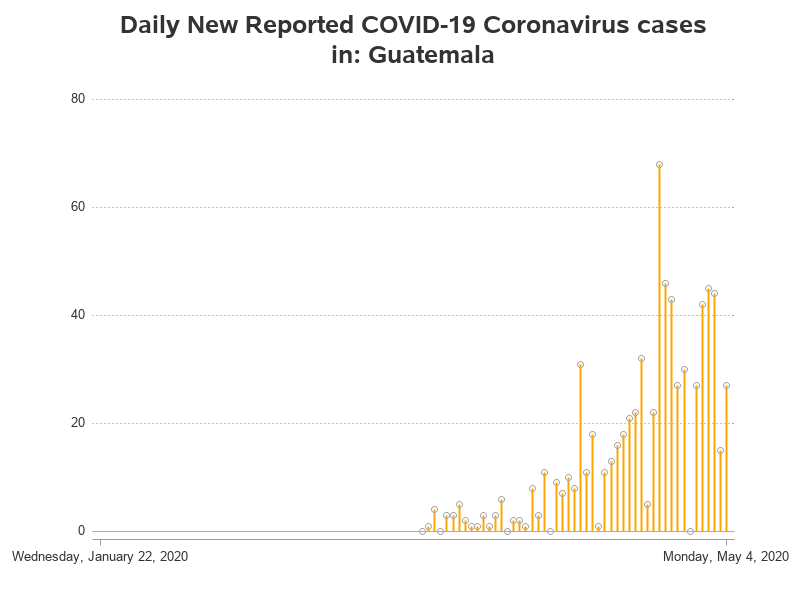 Daily New Reported COVID-19 Coronavirus cases
in: Guatemala
80
60
40
20
0
Wednesday, January 22, 2020
Monday, May 4, 2020